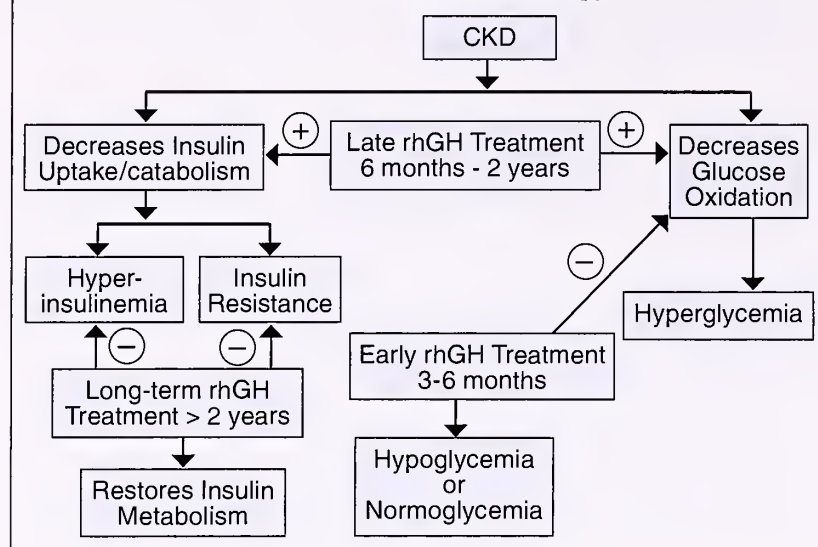 CKD
Decreases Insulin
Uptake/catabolism
+
Late rhGH Treatment
6 months - 2 years
+
Decreases
Glucose
Oxidation
Hyper-
insulinemia
Insulin
Resistance
−
Hyperglycemia
−
−
Early rhGH Treatment
3-6 months
Long-term rhGH
Treatment > 2 years
Hypoglycemia
or
Normoglycemia
Restores Insulin
Metabolism